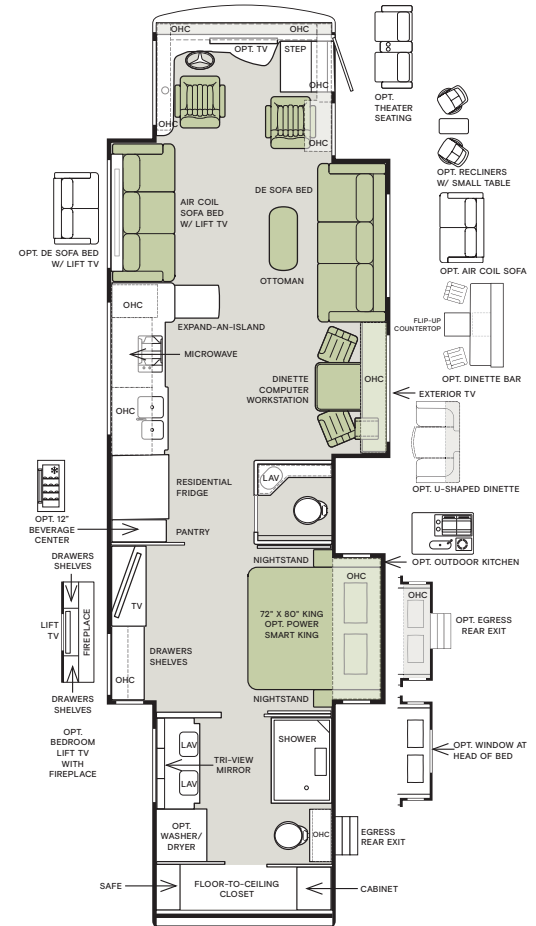 OHC
OHC
OPT. TV
STEP
OHC
OHC
OHC
OPT.
THEATER
SEATING
OPT. RECLINERS
W/ SMALL TABLE
AIR COIL
SOFA BED
W/ LIFT TV
DE SOFA BED
OTTOMAN
OPT. DE SOFA BED
W/ LIFT TV
OPT. AIR COIL SOFA
OHC
EXPAND-AN-ISLAND
MICROWAVE
FLIP-UP
COUNTERTOP
OPT. DINETTE BAR
DINETTE
COMPUTER
WORKSTATION
OHC
EXTERIOR TV
OHC
OPT. U-SHAPED DINETTE
RESIDENTIAL
FRIDGE
LAV
OPT. 12"
BEVERAGE
CENTER
PANTRY
NIGHTSTAND
OPT. OUTDOOR KITCHEN
DRAWERS
SHELVES
LIFT
TV
FIREPLACE
DRAWERS
SHELVES
TV
DRAWERS
SHELVES
OHC
OHC
72" X 80" KING
OPT. POWER
SMART KING
NIGHTSTAND
OHC
OPT. EGRESS
REAR EXIT
OPT.
BEDROOM
LIFT TV
WITH
FIREPLACE
LAV
LAV
TRI-VIEW
MIRROR
SHOWER
OPT. WINDOW AT
HEAD OF BED
OPT.
WASHER/
DRYER
OHC
EGRESS
REAR EXIT
SAFE
FLOOR-TO-CEILING
CLOSET
CABINET